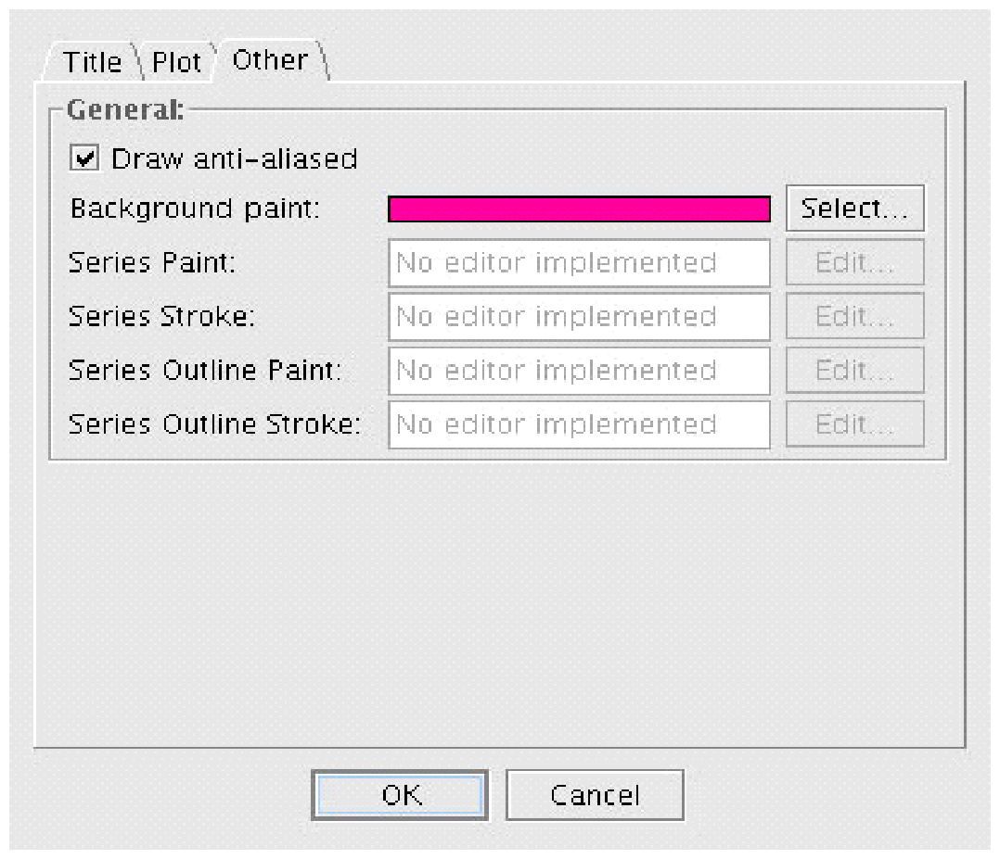 Title Plot Other
General:
Draw anti-aliased
Background paint: Select...
Series Paint: No editor implemented Edit...
Series Stroke: No editor implemented Edit...
Series Outline Paint: No editor implemented Edit...
Series Outline Stroke: No editor implemented Edit...
OK Cancel